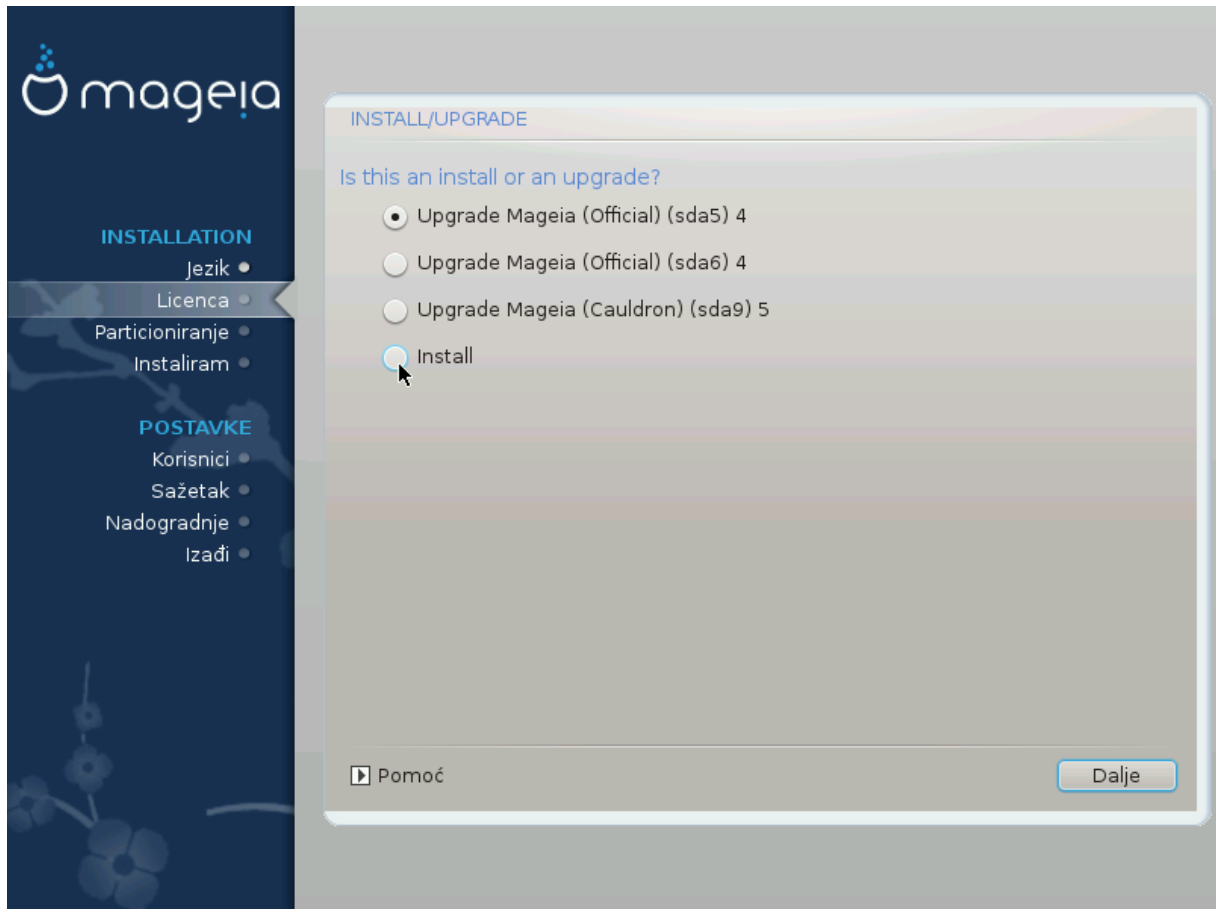 mageia
INSTALLATION
Jezik
Licenca
Particioniranje
Instaliram
POSTAVKE
Korisnici
Sažetak
Nadogradnje
Izađi
INSTALL/UPGRADE
Is this an install or an upgrade?
Upgrade Mageia (Official) (sda5) 4
Upgrade Mageia (Official) (sda6) 4
Upgrade Mageia (Cauldron) (sda9) 5
Install
Pomoć
Dalje